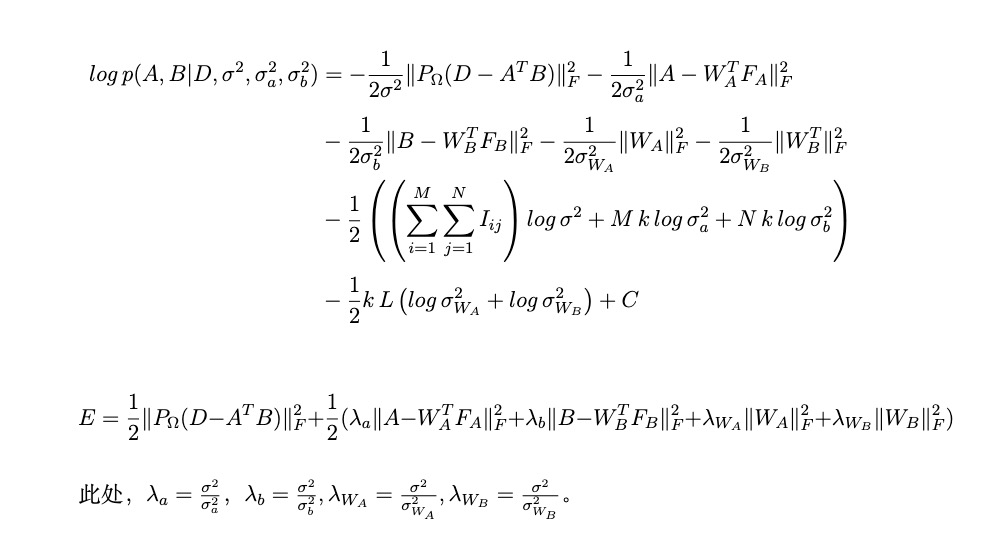 $log\,p(A,B|D,\sigma^2,\sigma_a^2,\sigma_b^2) = -\frac{1}{2\sigma^2}\|P_\Omega(D-A^TB)\|_F^2 - \frac{1}{2\sigma_a^2}\|A-W_A^TF_A\|_F^2$
$-\frac{1}{2\sigma_b^2}\|B-W_B^TF_B\|_F^2 - \frac{1}{2\sigma_{W_A}^2}\|W_A\|_F^2 - \frac{1}{2\sigma_{W_B}^2}\|W_B^T\|_F^2$
$-\frac{1}{2}\left(\left(\sum_{i=1}^{M}\sum_{j=1}^{N}I_{ij}\right)log\,\sigma^2 + M\,k\,log\,\sigma_a^2 + N\,k\,log\,\sigma_b^2\right)$
$-\frac{1}{2}k\,L\left(log\,\sigma_{W_A}^2 + log\,\sigma_{W_B}^2\right) + C$
$E = \frac{1}{2}\|P_\Omega(D-A^TB)\|_F^2 + \frac{1}{2}(\lambda_a\|A-W_A^TF_A\|_F^2 + \lambda_b\|B-W_B^TF_B\|_F^2 + \lambda_{W_A}\|W_A\|_F^2 + \lambda_{W_B}\|W_B\|_F^2)$
此处，$\lambda_a = \frac{\sigma^2}{\sigma_a^2}$，$\lambda_b = \frac{\sigma^2}{\sigma_b^2}, \lambda_{W_A} = \frac{\sigma^2}{\sigma_{W_A}^2}, \lambda_{W_B} = \frac{\sigma^2}{\sigma_{W_B}^2}$。